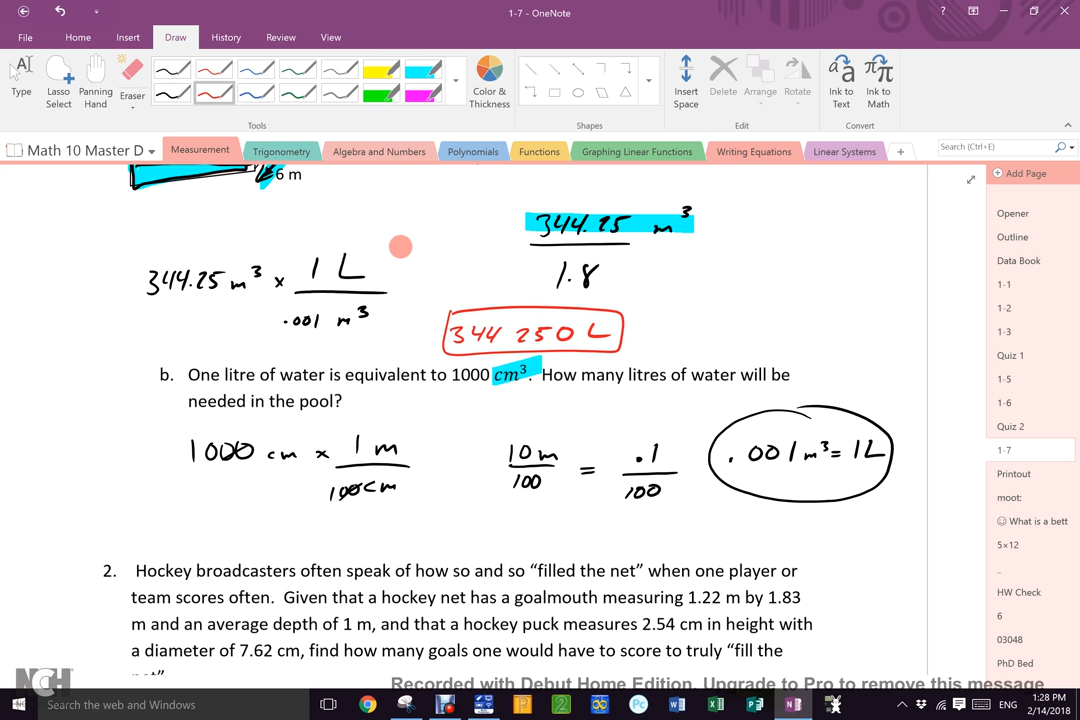 1-7 - OneNote
?
File Home Insert Draw History Review View
Type
Lasso Select
Panning Hand
Eraser
Color & Thickness
Insert Space
Delete
Arrange
Rotate
Ink to Text
Ink to Math
Tools
Shapes
Edit
Convert
Math 10 Master D
Measurement Trigonometry Algebra and Numbers Polynomials Functions Graphing Linear Functions Writing Equations Linear Systems +
Search (Ctrl+E)
Add Page
Opener
Outline
Data Book
1-1
1-2
1-3
Quiz 1
1-5
1-6
Quiz 2
1-7
Printout
moot:
☺ What is a bett
5×12
..
HW Check
6
03048
PhD Bed
6 m
344.25 m³
1.8
344.25 m³ × 1 L
.001 m³
344 250 L
b. One litre of water is equivalent to 1000 cm³. How many litres of water will be
needed in the pool?
1000 cm × 1 m
100cm
10m
100
=
.1
100
.001 m³ = 1L
2. Hockey broadcasters often speak of how so and so “filled the net” when one player or
team scores often. Given that a hockey net has a goalmouth measuring 1.22 m by 1.83
m and an average depth of 1 m, and that a hockey puck measures 2.54 cm in height with
a diameter of 7.62 cm, find how many goals one would have to score to truly “fill the
net”
NCH
Recorded with Debut Home Edition. Upgrade to Pro to remove this message
Search the web and Windows
ENG
1:28 PM
2/14/2018